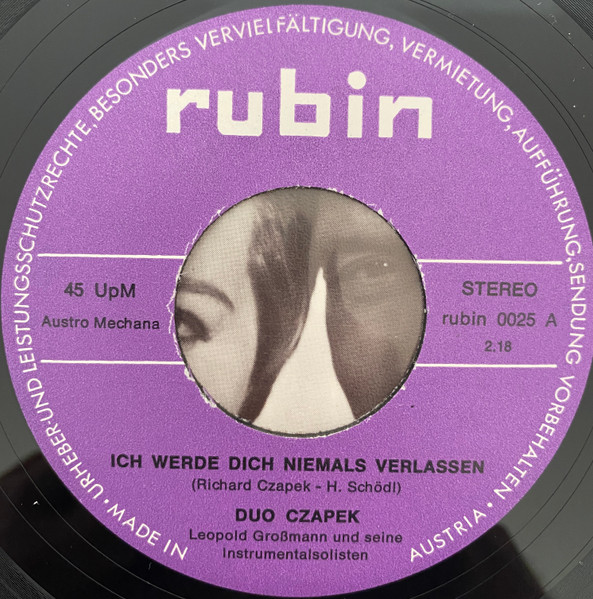 MADE IN AUSTRIA • URHEBER-UND LEISTUNGSSCHUTZRECHTE, BESONDERS VERVIELFÄLTIGUNG, VERMIETUNG, AUFFÜHRUNG, SENDUNG VORBEHALTEN •
rubin
45 UpM
Austro Mechana
STEREO
rubin 0025 A
2.18
ICH WERDE DICH NIEMALS VERLASSEN
(Richard Czapek - H. Schödl)
DUO CZAPEK
Leopold Großmann und seine
Instrumentalsolisten